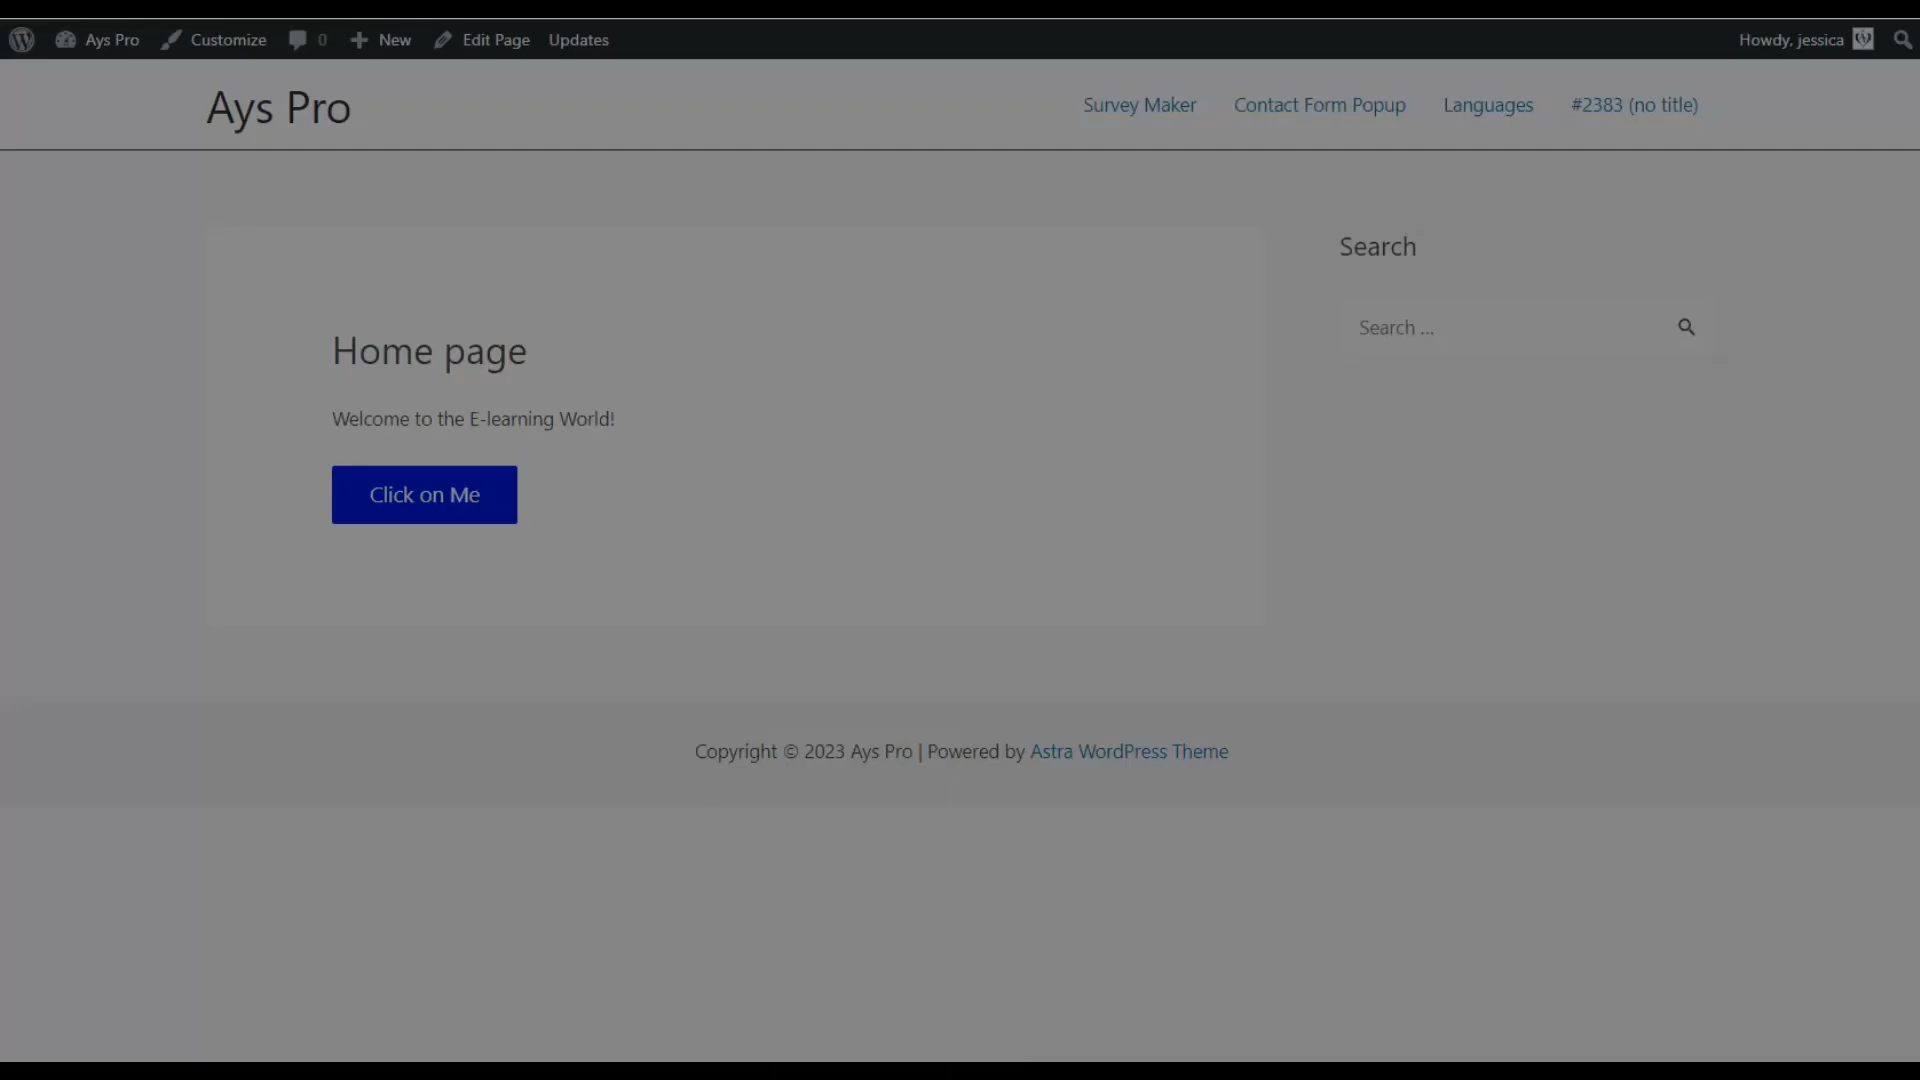 Ays Pro Customize 0 New Edit Page Updates Howdy, jessica
Ays Pro
Survey Maker Contact Form Popup Languages #2383 (no title)
Home page
Welcome to the E-learning World!
Click on Me
Search
Search ...
Copyright © 2023 Ays Pro | Powered by Astra WordPress Theme